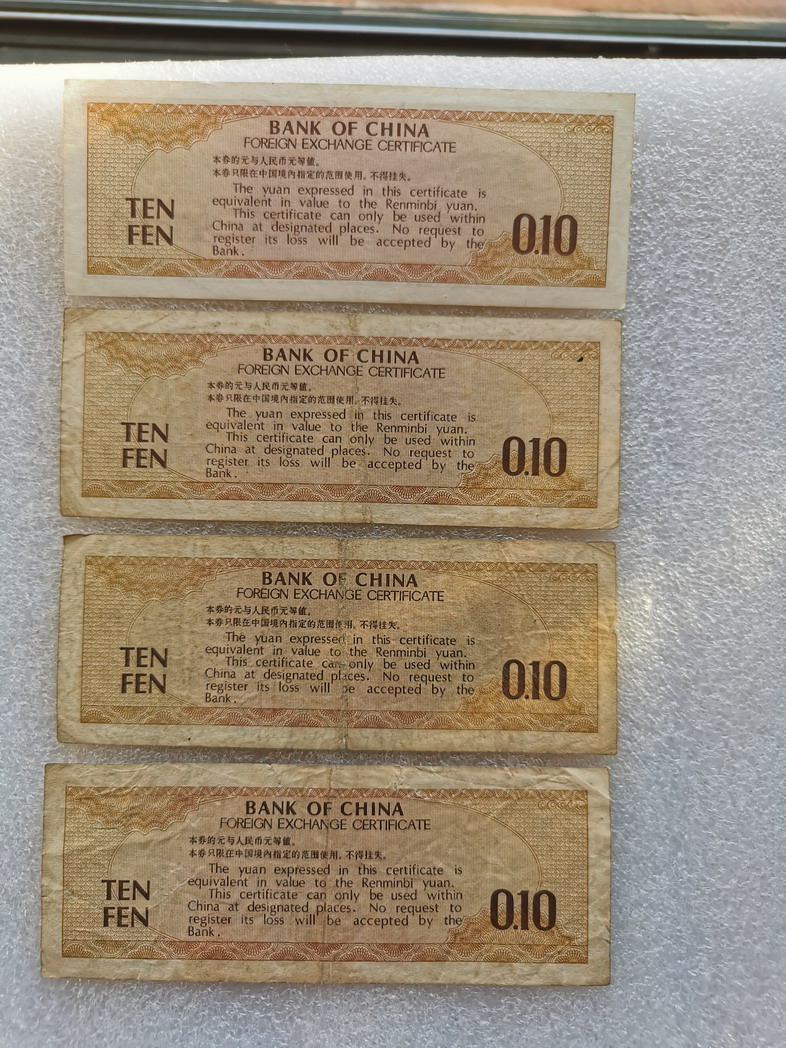 BANK OF CHINA
FOREIGN EXCHANGE CERTIFICATE
本券的元与人民币元等值。
本券只限在中国境内指定的范围使用，不得挂失。
The yuan expressed in this certificate is
equivalent in value to the Renminbi yuan.
This certificate can only be used within
China at designated places. No request to
register its loss will be accepted by the
Bank.
TEN
FEN
0.10
BANK OF CHINA
FOREIGN EXCHANGE CERTIFICATE
本券的元与人民币元等值。
本券只限在中国境内指定的范围使用，不得挂失。
The yuan expressed in this certificate is
equivalent in value to the Renminbi yuan.
This certificate can only be used within
China at designated places. No request to
register its loss will be accepted by the
Bank.
TEN
FEN
0.10
BANK OF CHINA
FOREIGN EXCHANGE CERTIFICATE
本券的元与人民币元等值。
本券只限在中国境内指定的范围使用，不得挂失。
The yuan expressed in this certificate is
equivalent in value to the Renminbi yuan.
This certificate can only be used within
China at designated places. No request to
register its loss will be accepted by the
Bank.
TEN
FEN
0.10
BANK OF CHINA
FOREIGN EXCHANGE CERTIFICATE
本券的元与人民币元等值。
本券只限在中国境内指定的范围使用，不得挂失。
The yuan expressed in this certificate is
equivalent in value to the Renminbi yuan.
This certificate can only be used within
China at designated places. No request to
register its loss will be accepted by the
Bank.
TEN
FEN
0.10